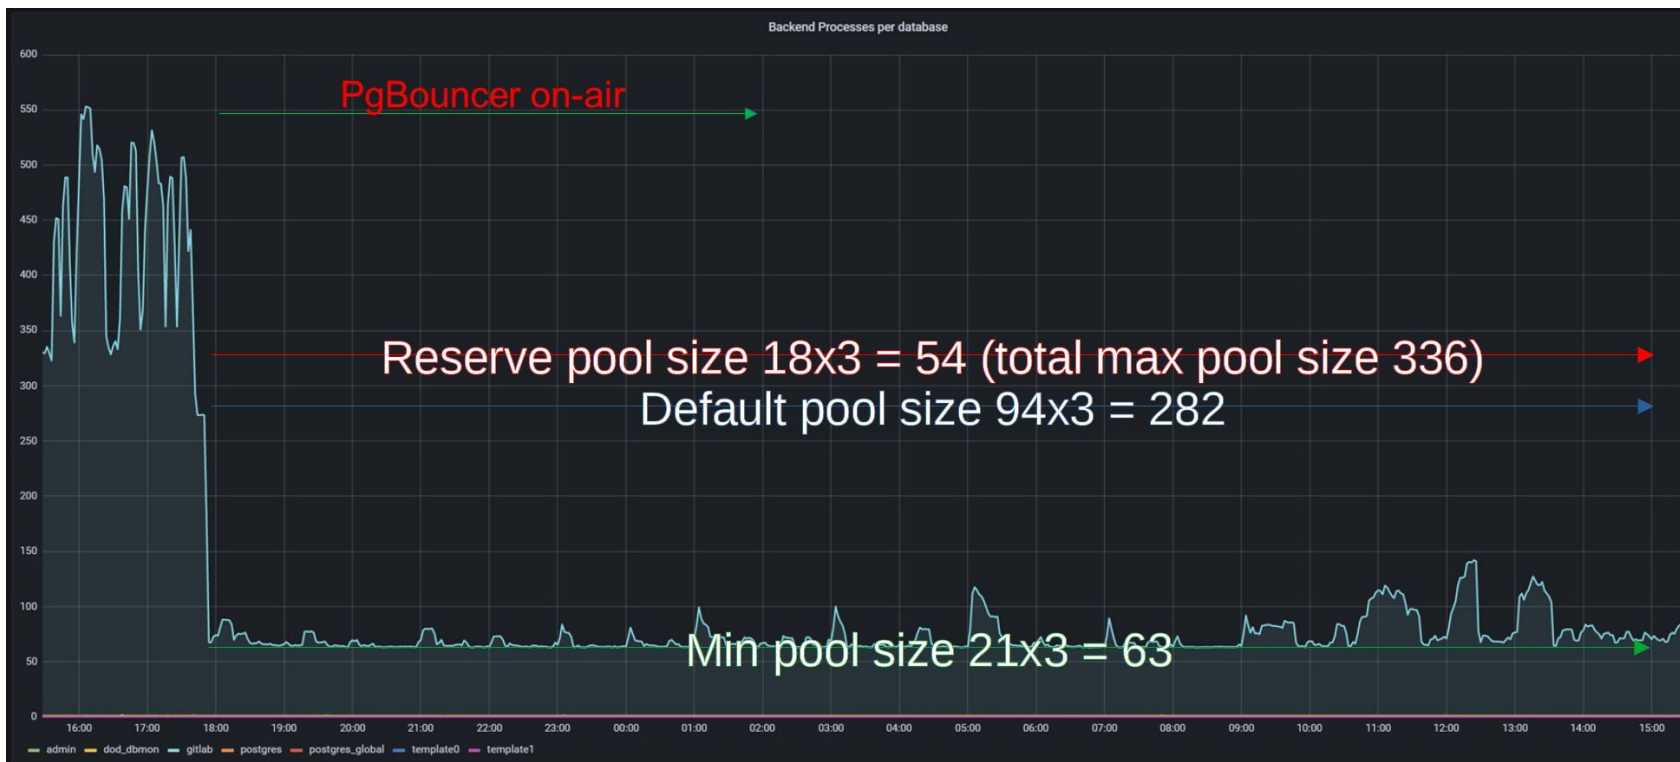 Backend Processes per database
600
PgBouncer on-air
550
500
450
400
350
Reserve pool size 18x3 = 54 (total max pool size 336)
300
Default pool size 94x3 = 282
250
200
150
100
Min pool size 21x3 = 63
50
0
16:00 17:00 18:00 19:00 20:00 21:00 22:00 23:00 00:00 01:00 02:00 03:00 04:00 05:00 06:00 07:00 08:00 09:00 10:00 11:00 12:00 13:00 14:00 15:00
admin dod_dbmon gitlab postgres postgres_global template0 template1